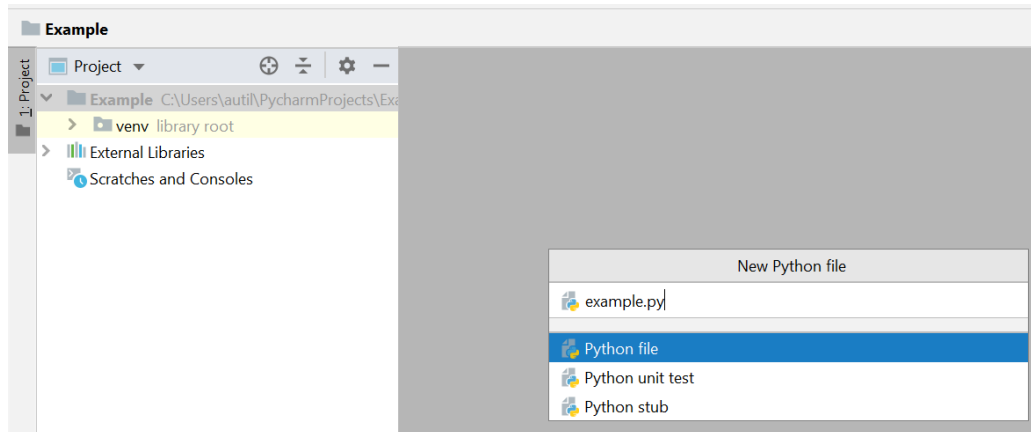 Example
1: Project
Project
Example C:\Users\autil\PycharmProjects\Exa
venv library root
External Libraries
Scratches and Consoles
New Python file
example.py
Python file
Python unit test
Python stub